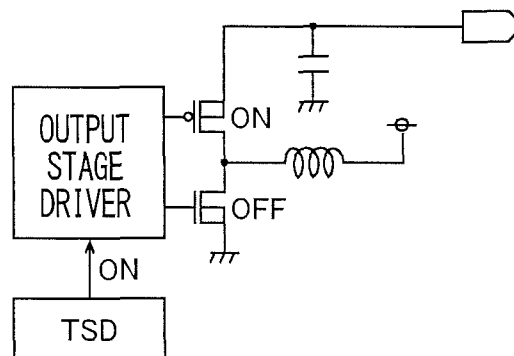 OUTPUT
STAGE
DRIVER
ON
OFF
ON
TSD